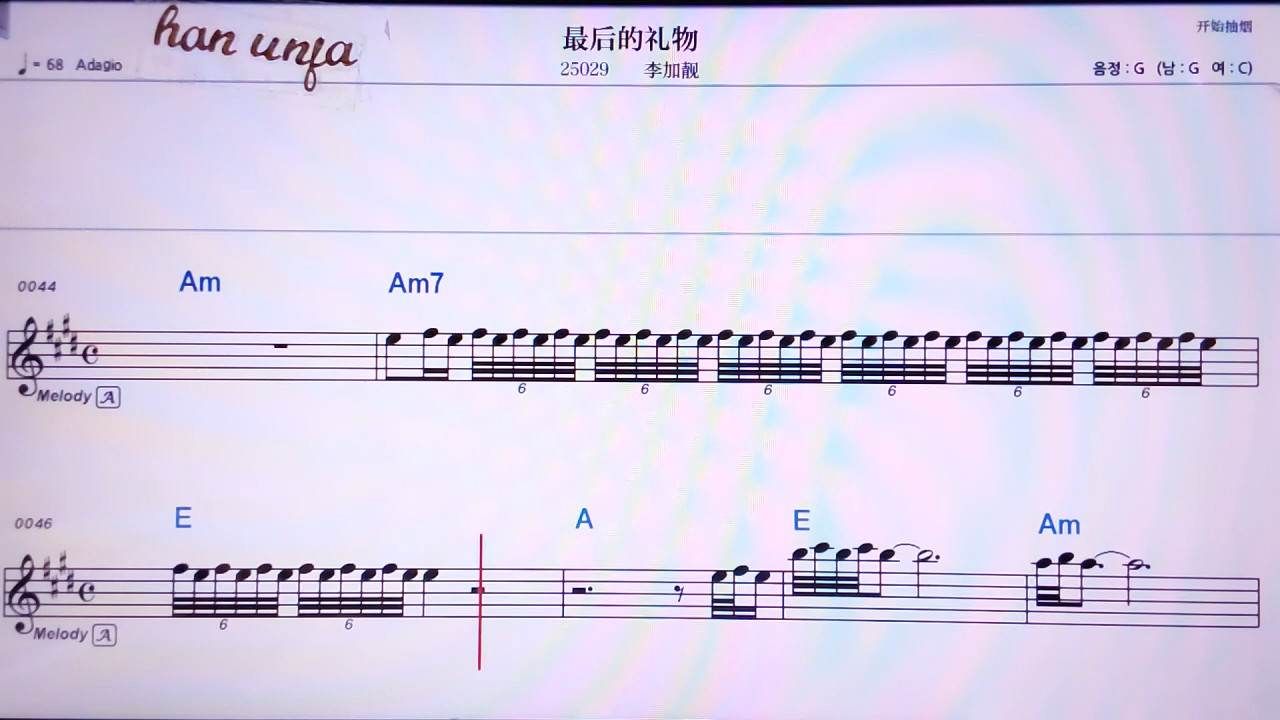 han unfa
♩= 68 Adagio
最后的礼物
25029 李加靓
开始抽烟
음정 : G (남 : G 여 : C)
0044
Am Am7
Melody A
6 6 6 6 6 6
0046
E A E Am
6 6
Melody A